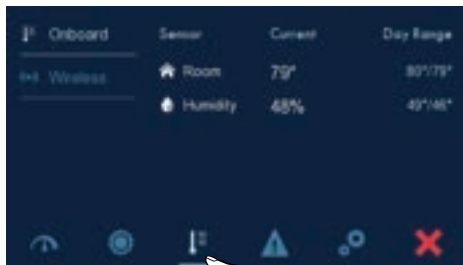 Onboard
Wireless
Sensor Current Day Range
Room 79° 80°/79°
Humidity 48% 49°/46°